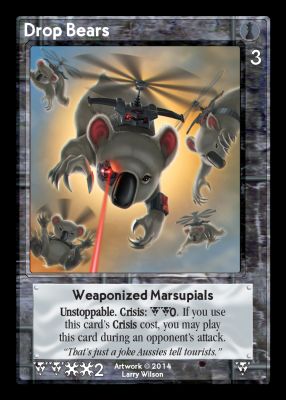 Drop Bears
3
Weaponized Marsupials
Unstoppable. Crisis: 0. If you use
this card's Crisis cost, you may play
this card during an opponent's attack.
"That's just a joke Aussies tell tourists."
2
Artwork © 2014
Larry Wilson